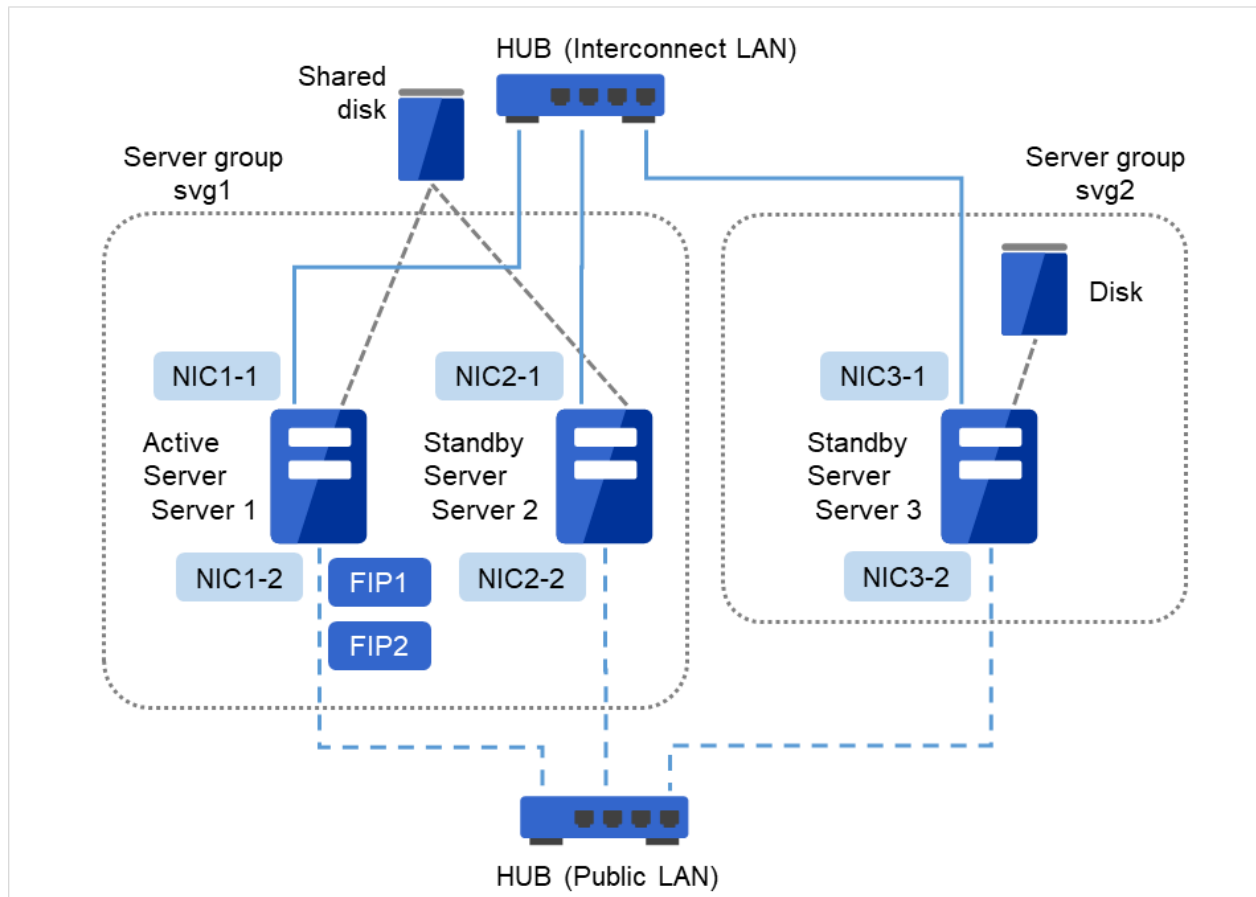 HUB (Interconnect LAN)
Shared
disk
Server group
svg1
Server group
svg2
Disk
NIC1-1
NIC2-1
NIC3-1
Active
Server
Server 1
Standby
Server
Server 2
Standby
Server
Server 3
NIC1-2
FIP1
NIC2-2
NIC3-2
FIP2
HUB (Public LAN)